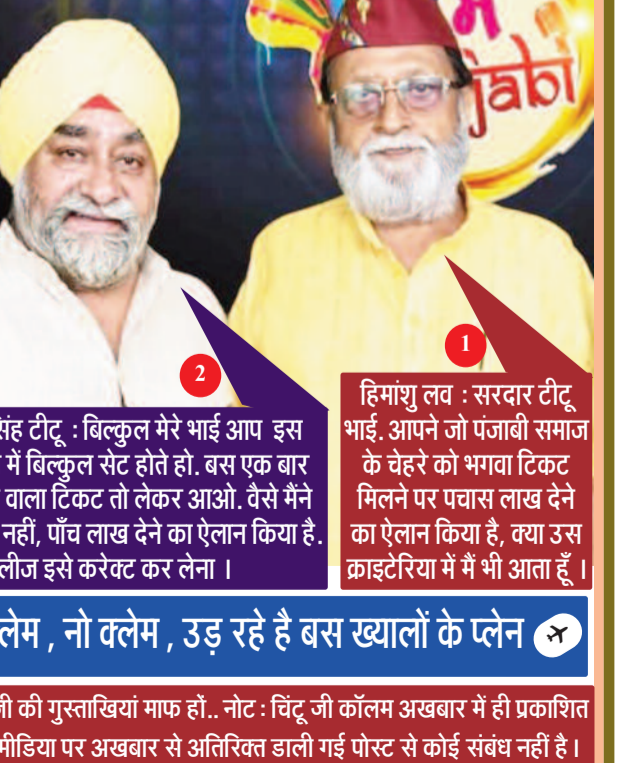 में
jabi
1
हिमांशु लव : सरदार टीटू
भाई. आपने जो पंजाबी समाज
के चेहरे को भगवा टिकट
मिलने पर पचास लाख देने
का ऐलान किया है, क्या उस
क्राइटेरिया में मैं भी आता हूँ ।
2
सिंह टीटू : बिल्कुल मेरे भाई आप इस
में बिल्कुल सेट होते हो. बस एक बार
वाला टिकट तो लेकर आओ. वैसे मैंने
नहीं, पाँच लाख देने का ऐलान किया है.
लीज इसे करेक्ट कर लेना ।
लेम , नो क्लेम , उड़ रहे है बस ख्यालों के प्लेन
जी की गुस्ताखियां माफ हों.. नोट : चिंटू जी कॉलम अखबार में ही प्रकाशित
मीडिया पर अखबार से अतिरिक्त डाली गई पोस्ट से कोई संबंध नहीं है ।